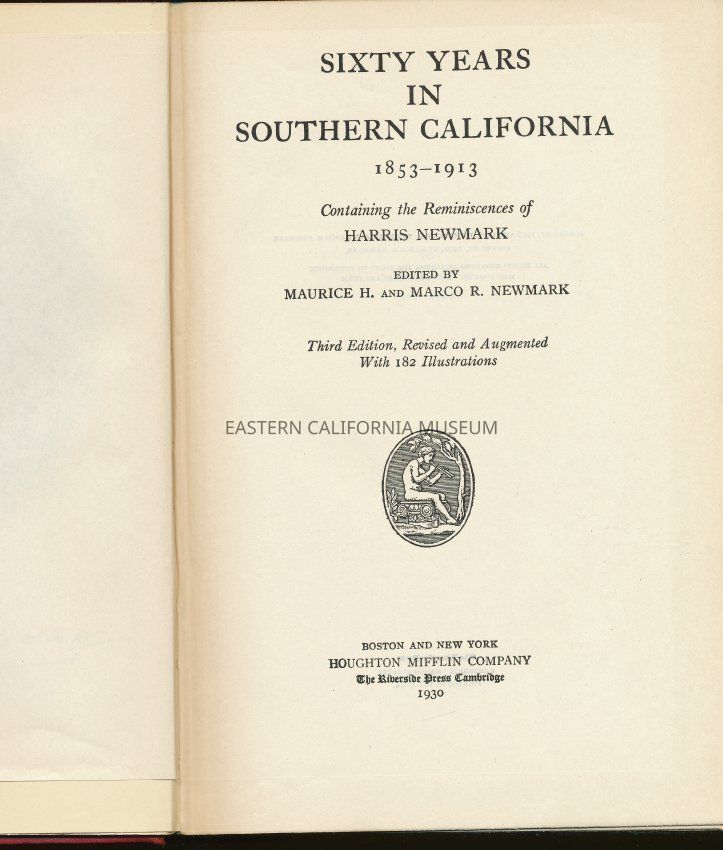 SIXTY YEARS
IN
SOUTHERN CALIFORNIA
1853–1913
Containing the Reminiscences of
HARRIS NEWMARK
EDITED BY
MAURICE H. AND MARCO R. NEWMARK
Third Edition, Revised and Augmented
With 182 Illustrations
EASTERN CALIFORNIA MUSEUM
BOSTON AND NEW YORK
HOUGHTON MIFFLIN COMPANY
The Riverside Press Cambridge
1930